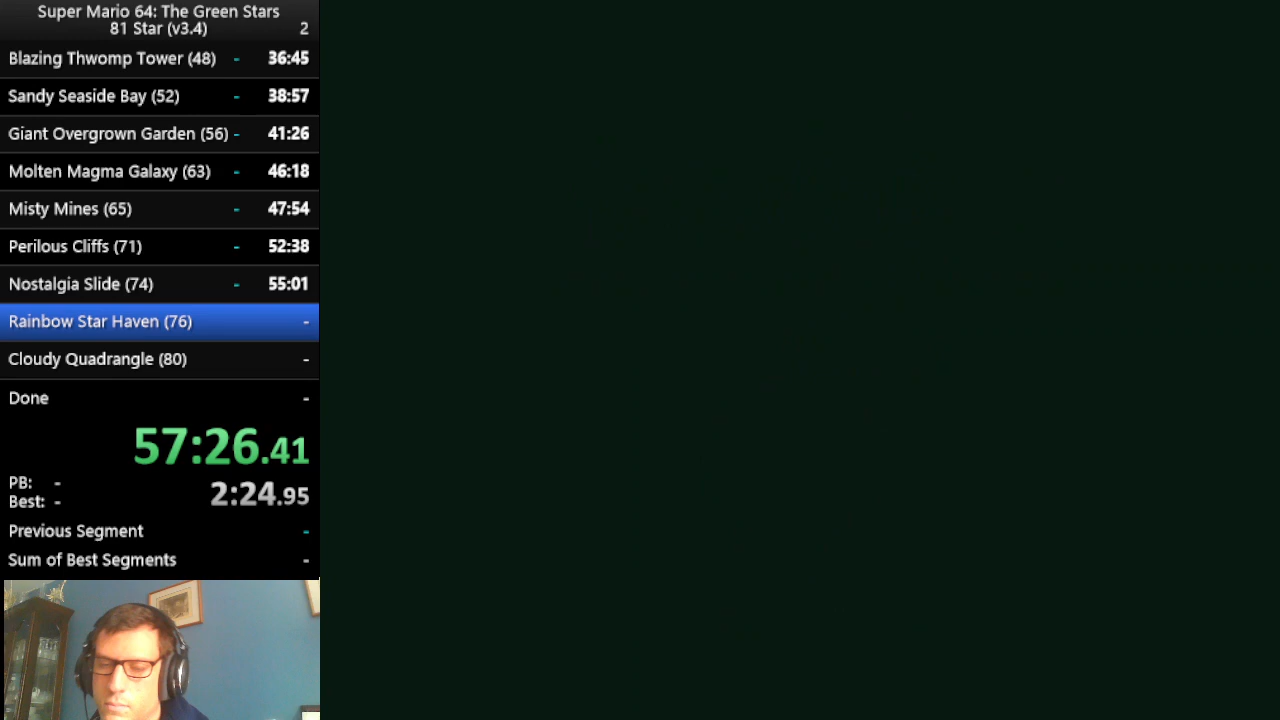 Super Mario 64: The Green Stars
81 Star (v3.4) 2
Blazing Thwomp Tower (48) - 36:45
Sandy Seaside Bay (52) - 38:57
Giant Overgrown Garden (56) - 41:26
Molten Magma Galaxy (63) - 46:18
Misty Mines (65) - 47:54
Perilous Cliffs (71) - 52:38
Nostalgia Slide (74) - 55:01
Rainbow Star Haven (76) -
Cloudy Quadrangle (80) -
Done -
57:26.41
PB: -
Best: - 2:24.95
Previous Segment -
Sum of Best Segments -